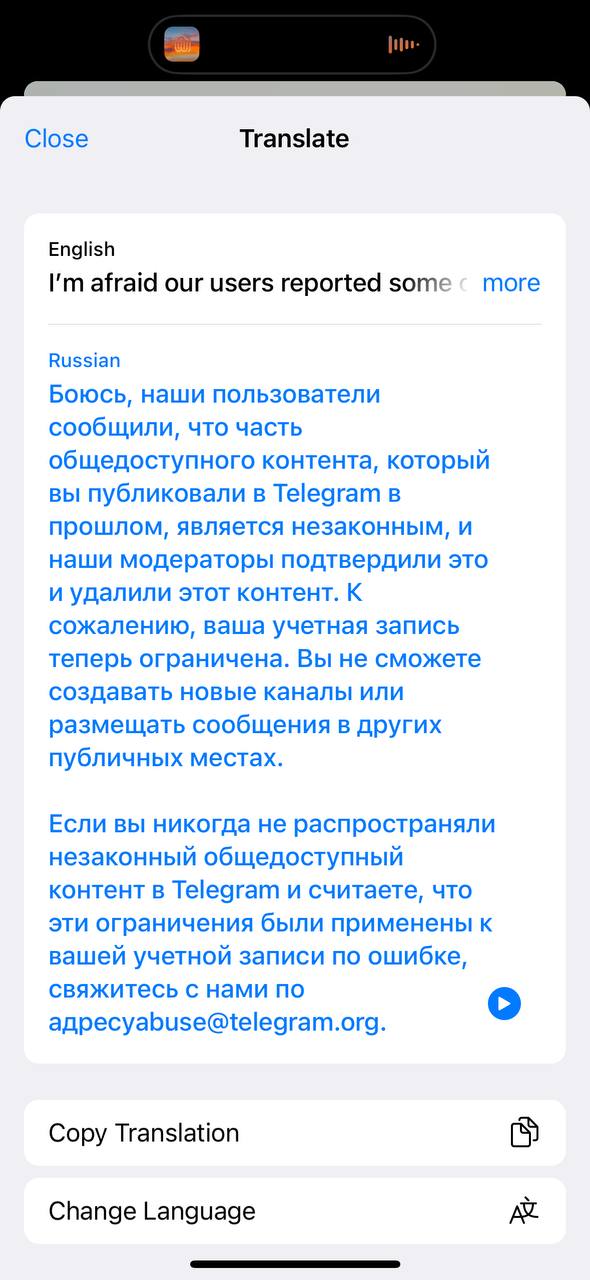 Close
Translate
English
I’m afraid our users reported some
more
Russian
Боюсь, наши пользователи
сообщили, что часть
общедоступного контента, который
вы публиковали в Telegram в
прошлом, является незаконным, и
наши модераторы подтвердили это
и удалили этот контент. К
сожалению, ваша учетная запись
теперь ограничена. Вы не сможете
создавать новые каналы или
размещать сообщения в других
публичных местах.
Если вы никогда не распространяли
незаконный общедоступный
контент в Telegram и считаете, что
эти ограничения были применены к
вашей учетной записи по ошибке,
свяжитесь с нами по
адресуabuse@telegram.org.
Copy Translation
Change Language